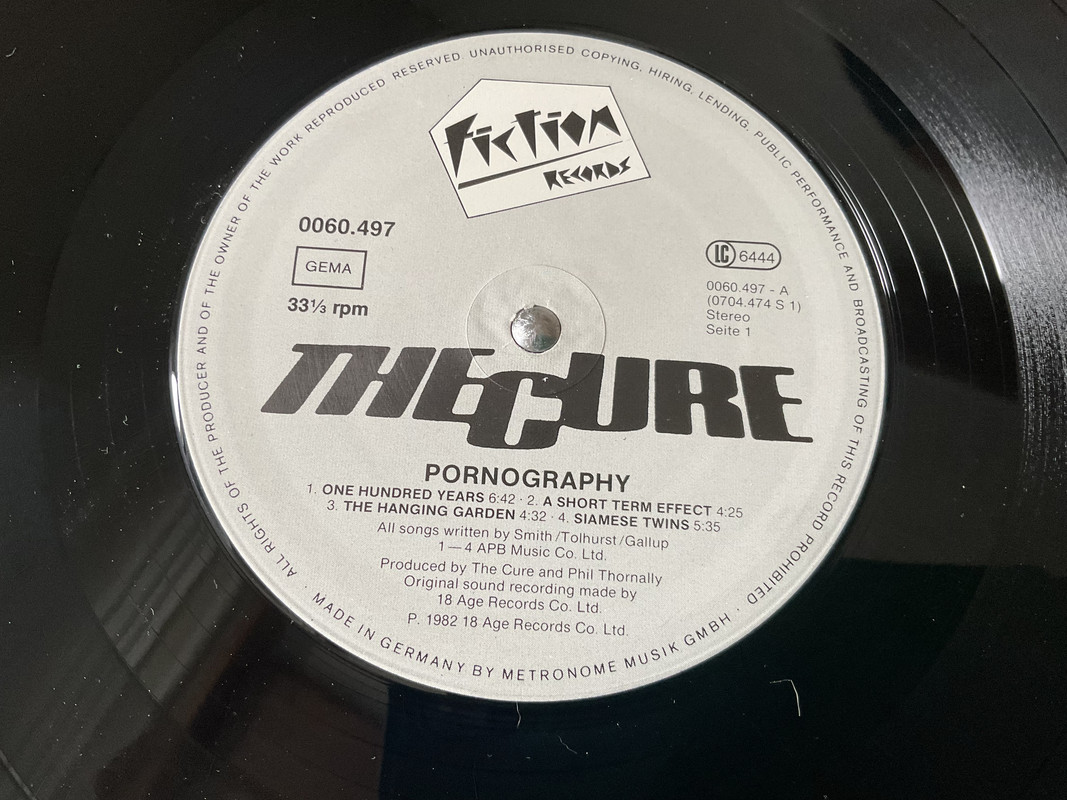 ALL RIGHTS OF THE PRODUCER AND OF THE OWNER OF THE WORK REPRODUCED RESERVED. UNAUTHORISED COPYING, HIRING, LENDING, PUBLIC PERFORMANCE AND BROADCASTING OF THIS RECORD PROHIBITED ·
Fiction
RECORDS
0060.497
GEMA
33⅓ rpm
LC 6444
0060.497 - A
(0704.474 S 1)
Stereo
Seite 1
THE CURE
PORNOGRAPHY
1. ONE HUNDRED YEARS 6:42 · 2. A SHORT TERM EFFECT 4:25
3. THE HANGING GARDEN 4:32 · 4. SIAMESE TWINS 5:35
All songs written by Smith/Tolhurst/Gallup
1—4 APB Music Co. Ltd.
Produced by The Cure and Phil Thornally
Original sound recording made by
18 Age Records Co. Ltd.
P. 1982 18 Age Records Co. Ltd.
· MADE IN GERMANY BY METRONOME MUSIK GMBH ·